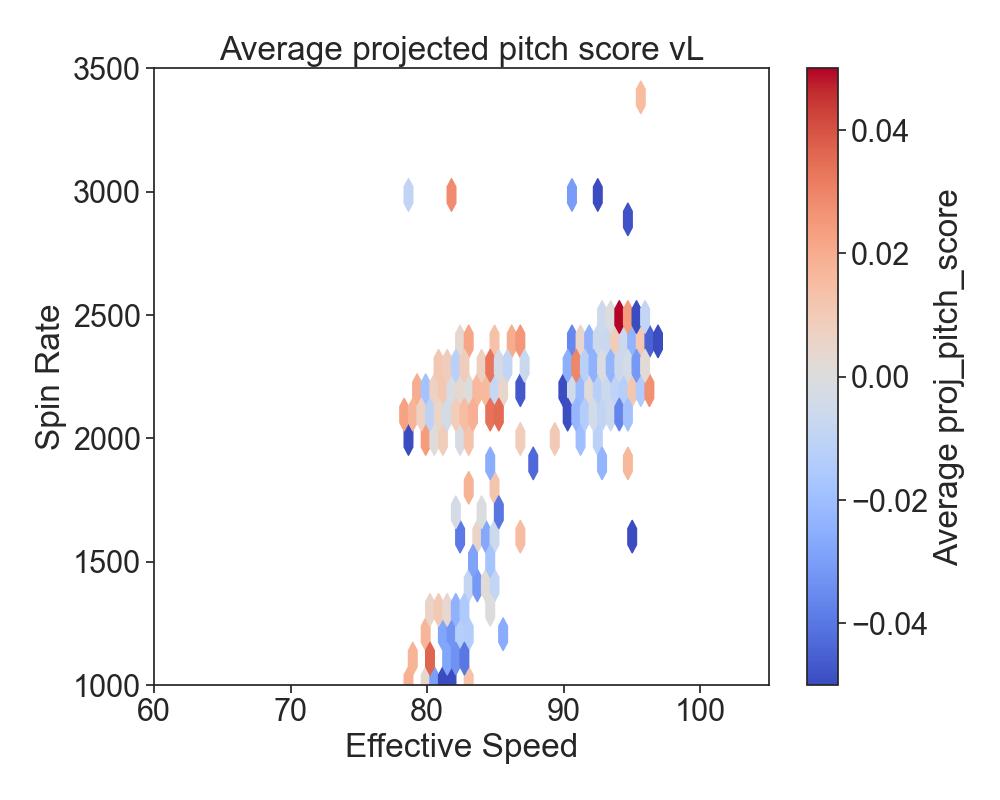 Average projected pitch score vL
3500
3000
2500
2000
1500
1000
Spin Rate
60 70 80 90 100
Effective Speed
0.04
0.02
0.00
−0.02
−0.04
Average proj_pitch_score